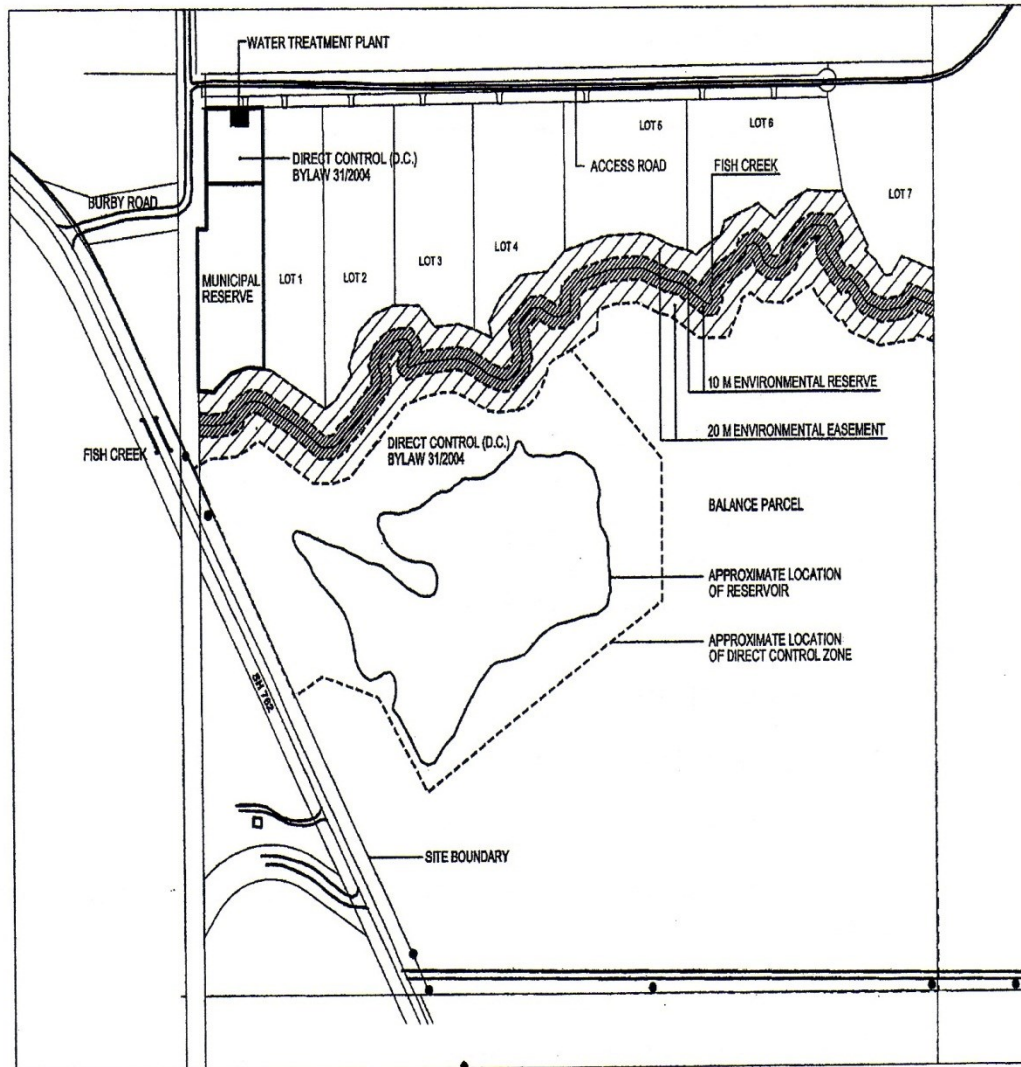 WATER TREATMENT PLANT
LOT 5
LOT 6
DIRECT CONTROL (D.C.)
BYLAW 31/2004
ACCESS ROAD
FISH CREEK
BURBY ROAD
LOT 7
LOT 4
LOT 3
MUNICIPAL
RESERVE
LOT 1
LOT 2
10 M ENVIRONMENTAL RESERVE
20 M ENVIRONMENTAL EASEMENT
DIRECT CONTROL (D.C.)
BYLAW 31/2004
FISH CREEK
BALANCE PARCEL
APPROXIMATE LOCATION
OF RESERVOIR
APPROXIMATE LOCATION
OF DIRECT CONTROL ZONE
SH 762
SITE BOUNDARY